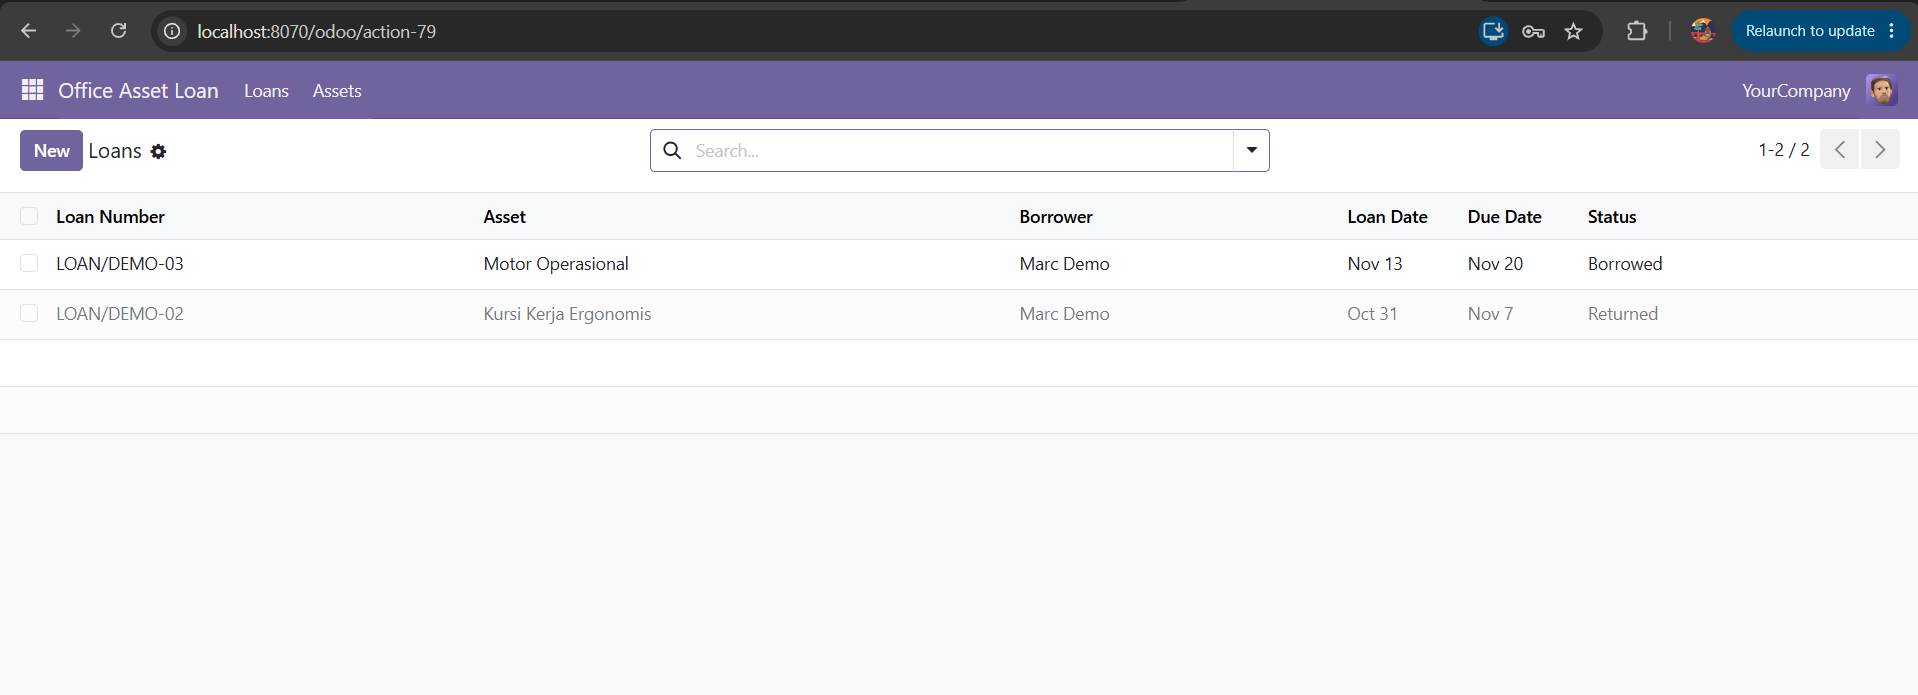 localhost:8070/odoo/action-79
Relaunch to update
Office Asset Loan Loans Assets YourCompany
New Loans Search... 1-2 / 2
Loan Number Asset Borrower Loan Date Due Date Status
LOAN/DEMO-03 Motor Operasional Marc Demo Nov 13 Nov 20 Borrowed
LOAN/DEMO-02 Kursi Kerja Ergonomis Marc Demo Oct 31 Nov 7 Returned